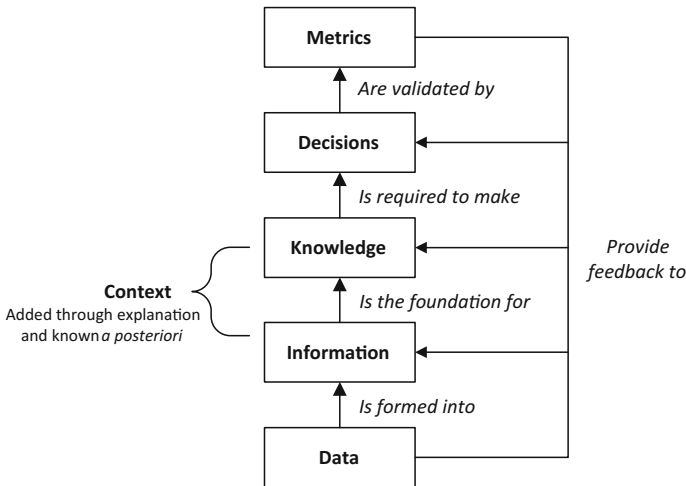 Metrics
Are validated by
Decisions
Is required to make
Knowledge
Provide
feedback to
Context
Added through explanation
and known a posteriori
Is the foundation for
Information
Is formed into
Data